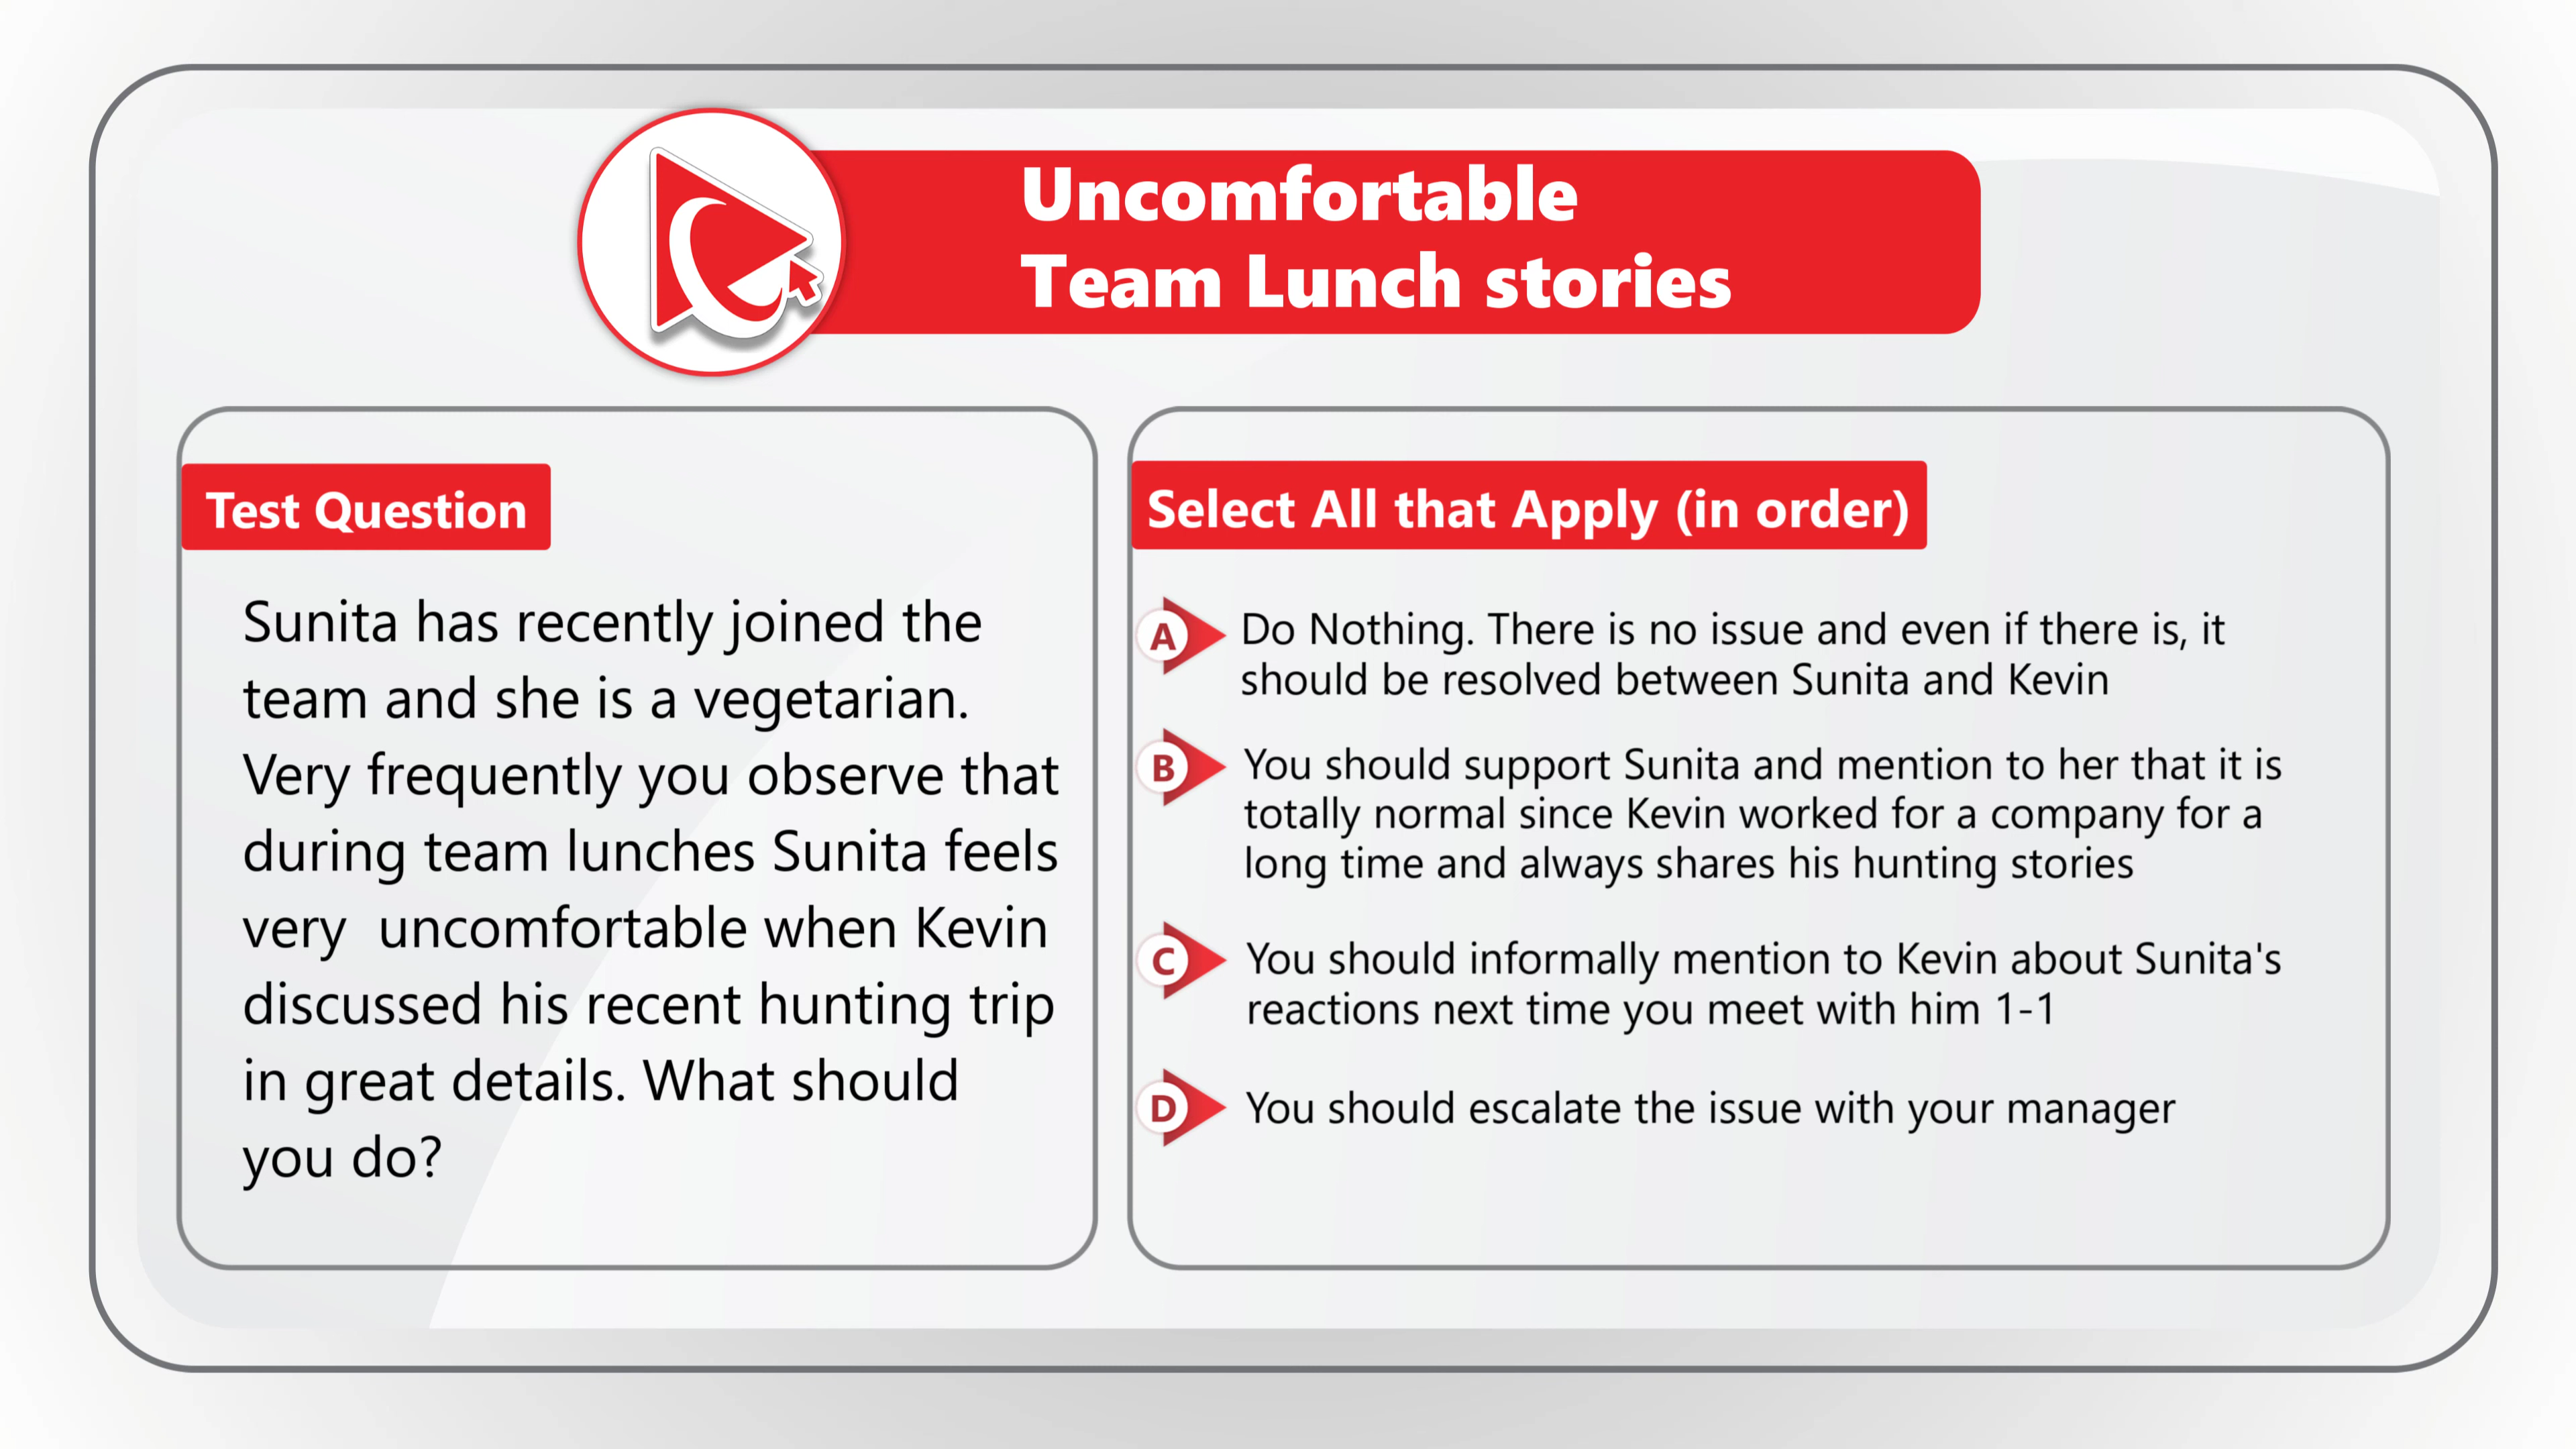 Uncomfortable
Team Lunch stories
Test Question
Sunita has recently joined the
team and she is a vegetarian.
Very frequently you observe that
during team lunches Sunita feels
very uncomfortable when Kevin
discussed his recent hunting trip
in great details. What should
you do?
Select All that Apply (in order)
A
Do Nothing. There is no issue and even if there is, it
should be resolved between Sunita and Kevin
B
You should support Sunita and mention to her that it is
totally normal since Kevin worked for a company for a
long time and always shares his hunting stories
C
You should informally mention to Kevin about Sunita's
reactions next time you meet with him 1-1
D
You should escalate the issue with your manager